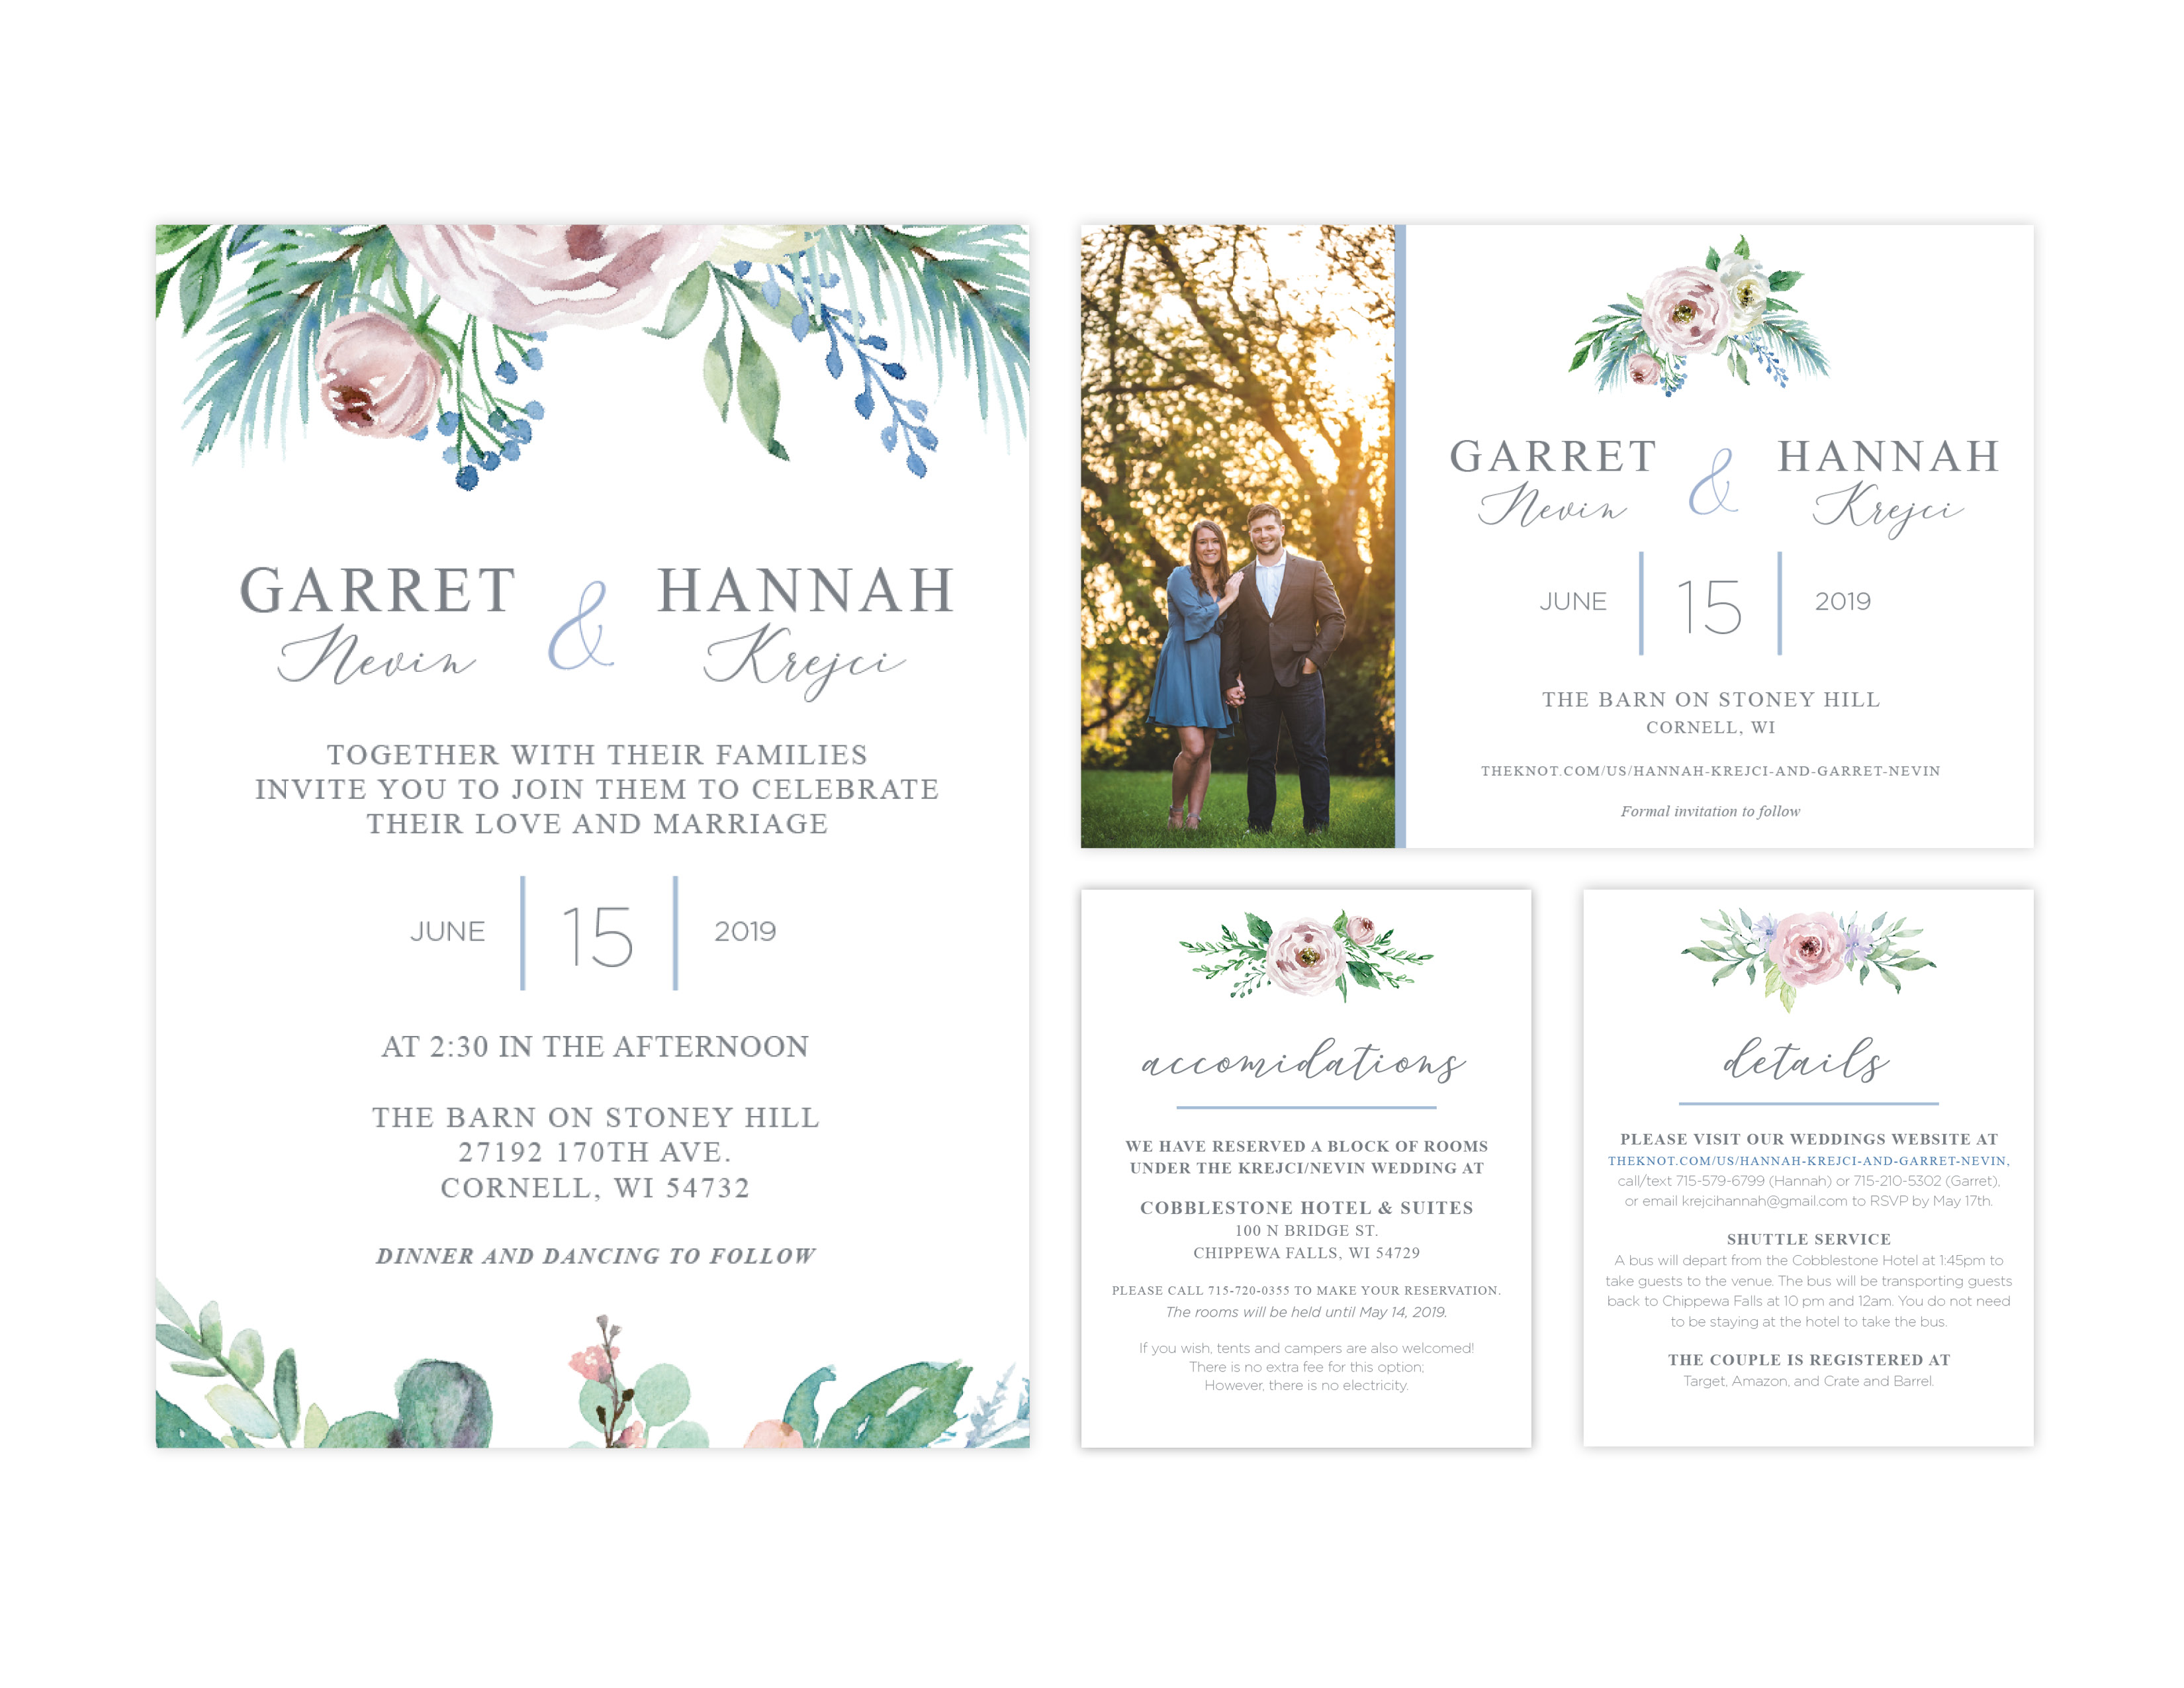 GARRET & HANNAH
Nevin Krejci
TOGETHER WITH THEIR FAMILIES
INVITE YOU TO JOIN THEM TO CELEBRATE
THEIR LOVE AND MARRIAGE
JUNE 15 2019
AT 2:30 IN THE AFTERNOON
THE BARN ON STONEY HILL
27192 170TH AVE.
CORNELL, WI 54732
DINNER AND DANCING TO FOLLOW
GARRET & HANNAH
Nevin Krejci
JUNE 15 2019
THE BARN ON STONEY HILL
CORNELL, WI
THEKNOT.COM/US/HANNAH-KREJCI-AND-GARRET-NEVIN
Formal invitation to follow
accomidations
WE HAVE RESERVED A BLOCK OF ROOMS
UNDER THE KREJCI/NEVIN WEDDING AT
COBBLESTONE HOTEL & SUITES
100 N BRIDGE ST.
CHIPPEWA FALLS, WI 54729
PLEASE CALL 715-720-0355 TO MAKE YOUR RESERVATION.
The rooms will be held until May 14, 2019.
If you wish, tents and campers are also welcomed!
There is no extra fee for this option;
However, there is no electricity.
details
PLEASE VISIT OUR WEDDINGS WEBSITE AT
THEKNOT.COM/US/HANNAH-KREJCI-AND-GARRET-NEVIN,
call/text 715-579-6799 (Hannah) or 715-210-5302 (Garret),
or email krejcihannah@gmail.com to RSVP by May 17th.
SHUTTLE SERVICE
A bus will depart from the Cobblestone Hotel at 1:45pm to
take guests to the venue. The bus will be transporting guests
back to Chippewa Falls at 10 pm and 12am. You do not need
to be staying at the hotel to take the bus.
THE COUPLE IS REGISTERED AT
Target, Amazon, and Crate and Barrel.